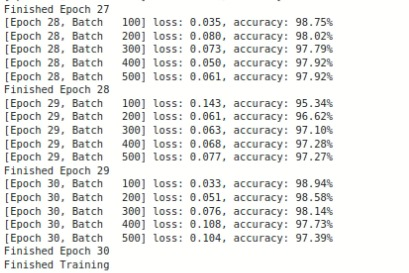 Finished Epoch 27
[Epoch 28, Batch   100] loss: 0.035, accuracy: 98.75%
[Epoch 28, Batch   200] loss: 0.080, accuracy: 98.02%
[Epoch 28, Batch   300] loss: 0.073, accuracy: 97.79%
[Epoch 28, Batch   400] loss: 0.050, accuracy: 97.92%
[Epoch 28, Batch   500] loss: 0.061, accuracy: 97.92%
Finished Epoch 28
[Epoch 29, Batch   100] loss: 0.143, accuracy: 95.34%
[Epoch 29, Batch   200] loss: 0.061, accuracy: 96.62%
[Epoch 29, Batch   300] loss: 0.063, accuracy: 97.10%
[Epoch 29, Batch   400] loss: 0.068, accuracy: 97.28%
[Epoch 29, Batch   500] loss: 0.077, accuracy: 97.27%
Finished Epoch 29
[Epoch 30, Batch   100] loss: 0.033, accuracy: 98.94%
[Epoch 30, Batch   200] loss: 0.051, accuracy: 98.58%
[Epoch 30, Batch   300] loss: 0.076, accuracy: 98.14%
[Epoch 30, Batch   400] loss: 0.108, accuracy: 97.73%
[Epoch 30, Batch   500] loss: 0.104, accuracy: 97.39%
Finished Epoch 30
Finished Training